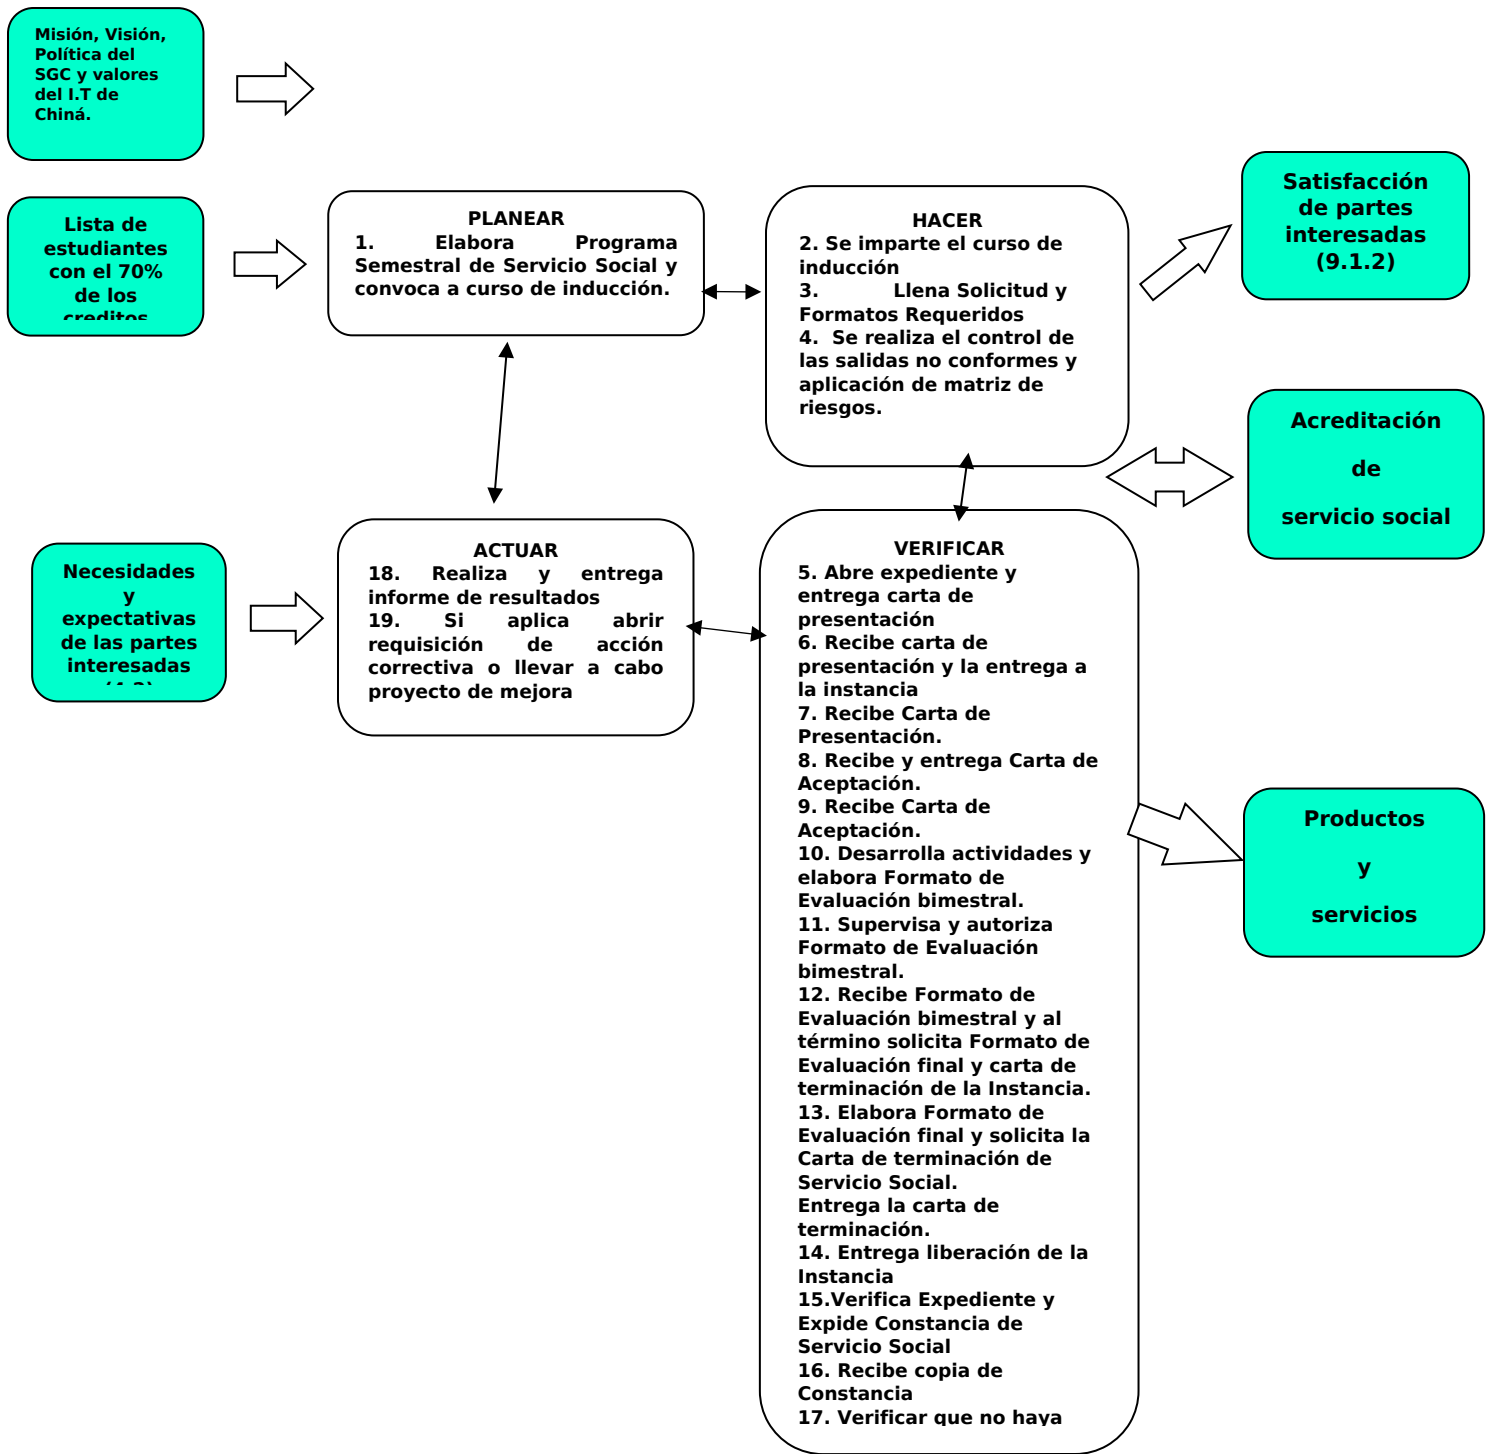 Misión, Visión,
Política del
SGC y valores
del I.T de
Chiná.
Lista de
estudiantes
con el 70%
de los
creditos
PLANEAR
1. Elabora Programa
Semestral de Servicio Social y
convoca a curso de inducción.
HACER
2. Se imparte el curso de
inducción
3. Llena Solicitud y
Formatos Requeridos
4. Se realiza el control de
las salidas no conformes y
aplicación de matriz de
riesgos.
Satisfacción
de partes
interesadas
(9.1.2)
Acreditación
de
servicio social
Necesidades
y
expectativas
de las partes
interesadas
ACTUAR
18. Realiza y entrega
informe de resultados
19. Si aplica abrir
requisición de acción
correctiva o llevar a cabo
proyecto de mejora
VERIFICAR
5. Abre expediente y
entrega carta de
presentación
6. Recibe carta de
presentación y la entrega a
la instancia
7. Recibe Carta de
Presentación.
8. Recibe y entrega Carta de
Aceptación.
9. Recibe Carta de
Aceptación.
10. Desarrolla actividades y
elabora Formato de
Evaluación bimestral.
11. Supervisa y autoriza
Formato de Evaluación
bimestral.
12. Recibe Formato de
Evaluación bimestral y al
término solicita Formato de
Evaluación final y carta de
terminación de la Instancia.
13. Elabora Formato de
Evaluación final y solicita la
Carta de terminación de
Servicio Social.
Entrega la carta de
terminación.
14. Entrega liberación de la
Instancia
15.Verifica Expediente y
Expide Constancia de
Servicio Social
16. Recibe copia de
Constancia
17. Verificar que no haya
Productos
y
servicios